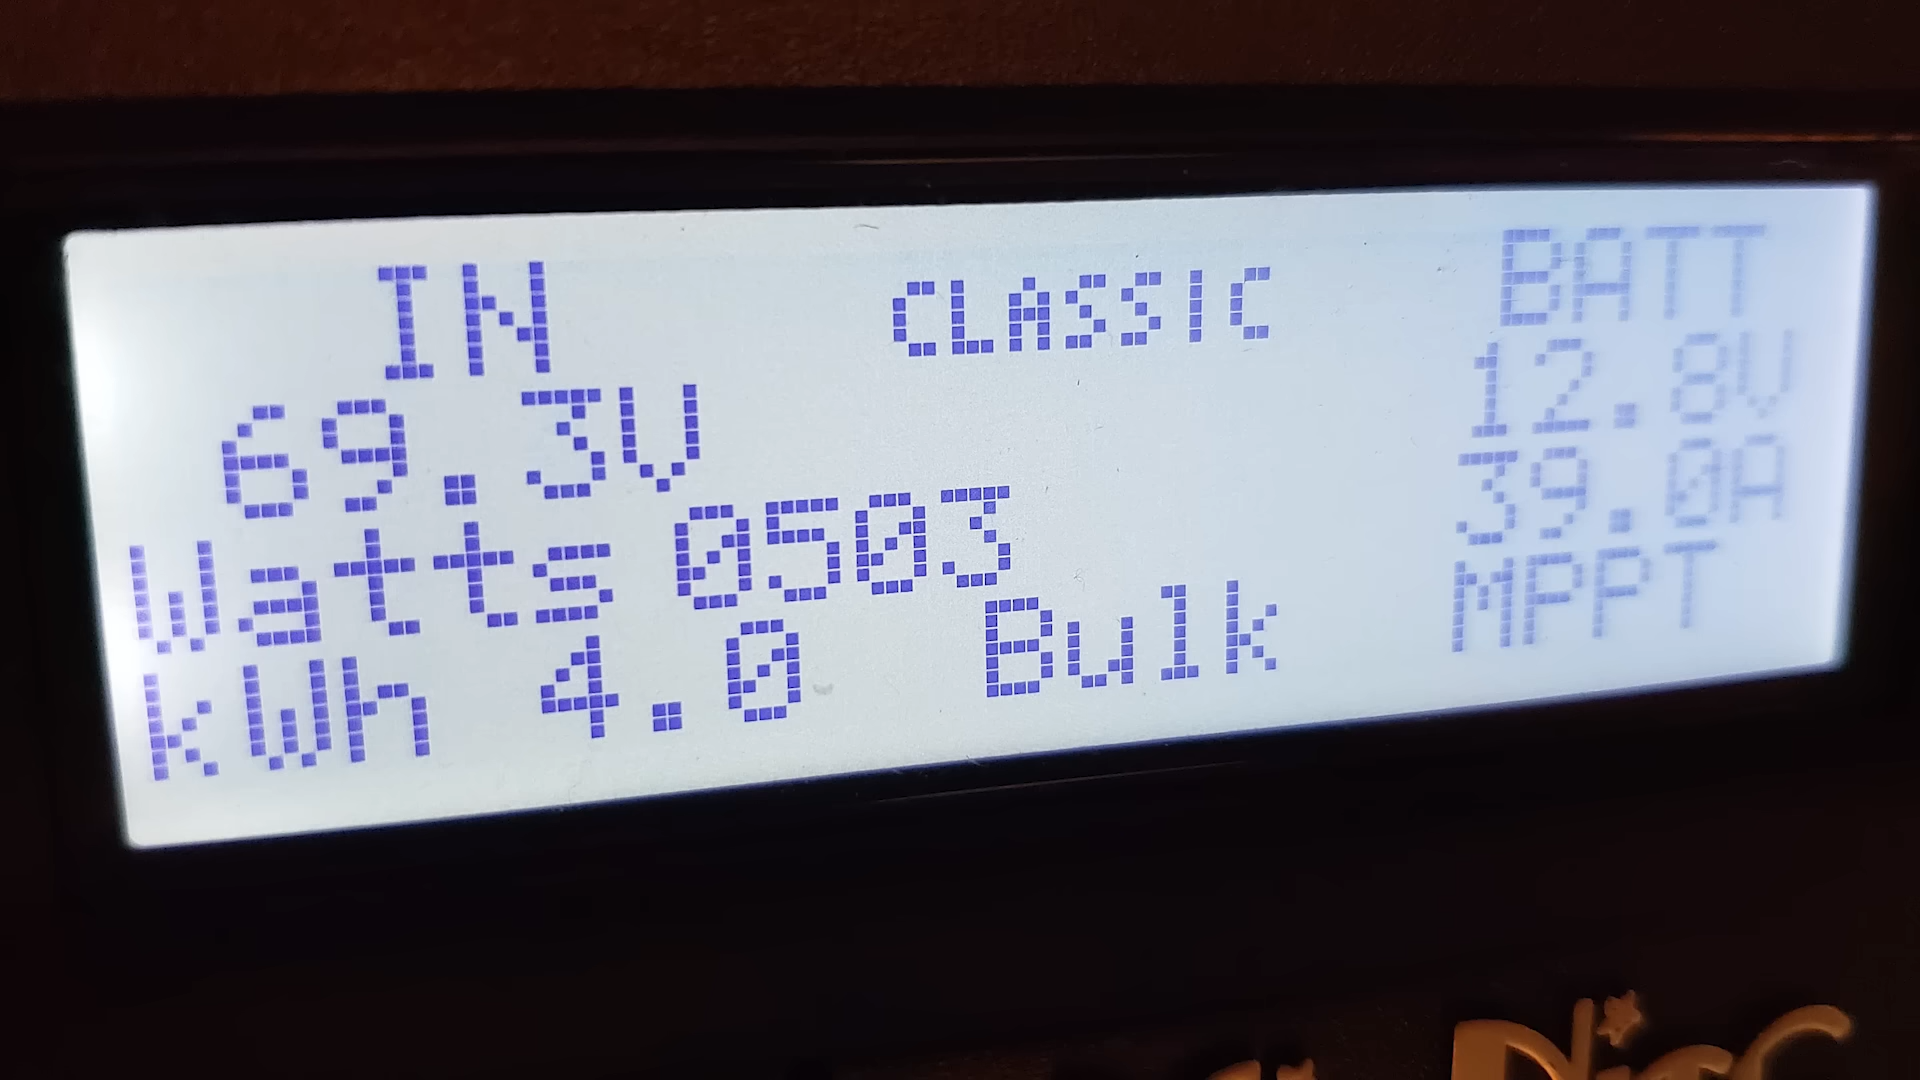 IN CLASSIC BATT
69.3V 12.8V
Watts 0503 39.0A
kWh 4.0 Bulk MPPT